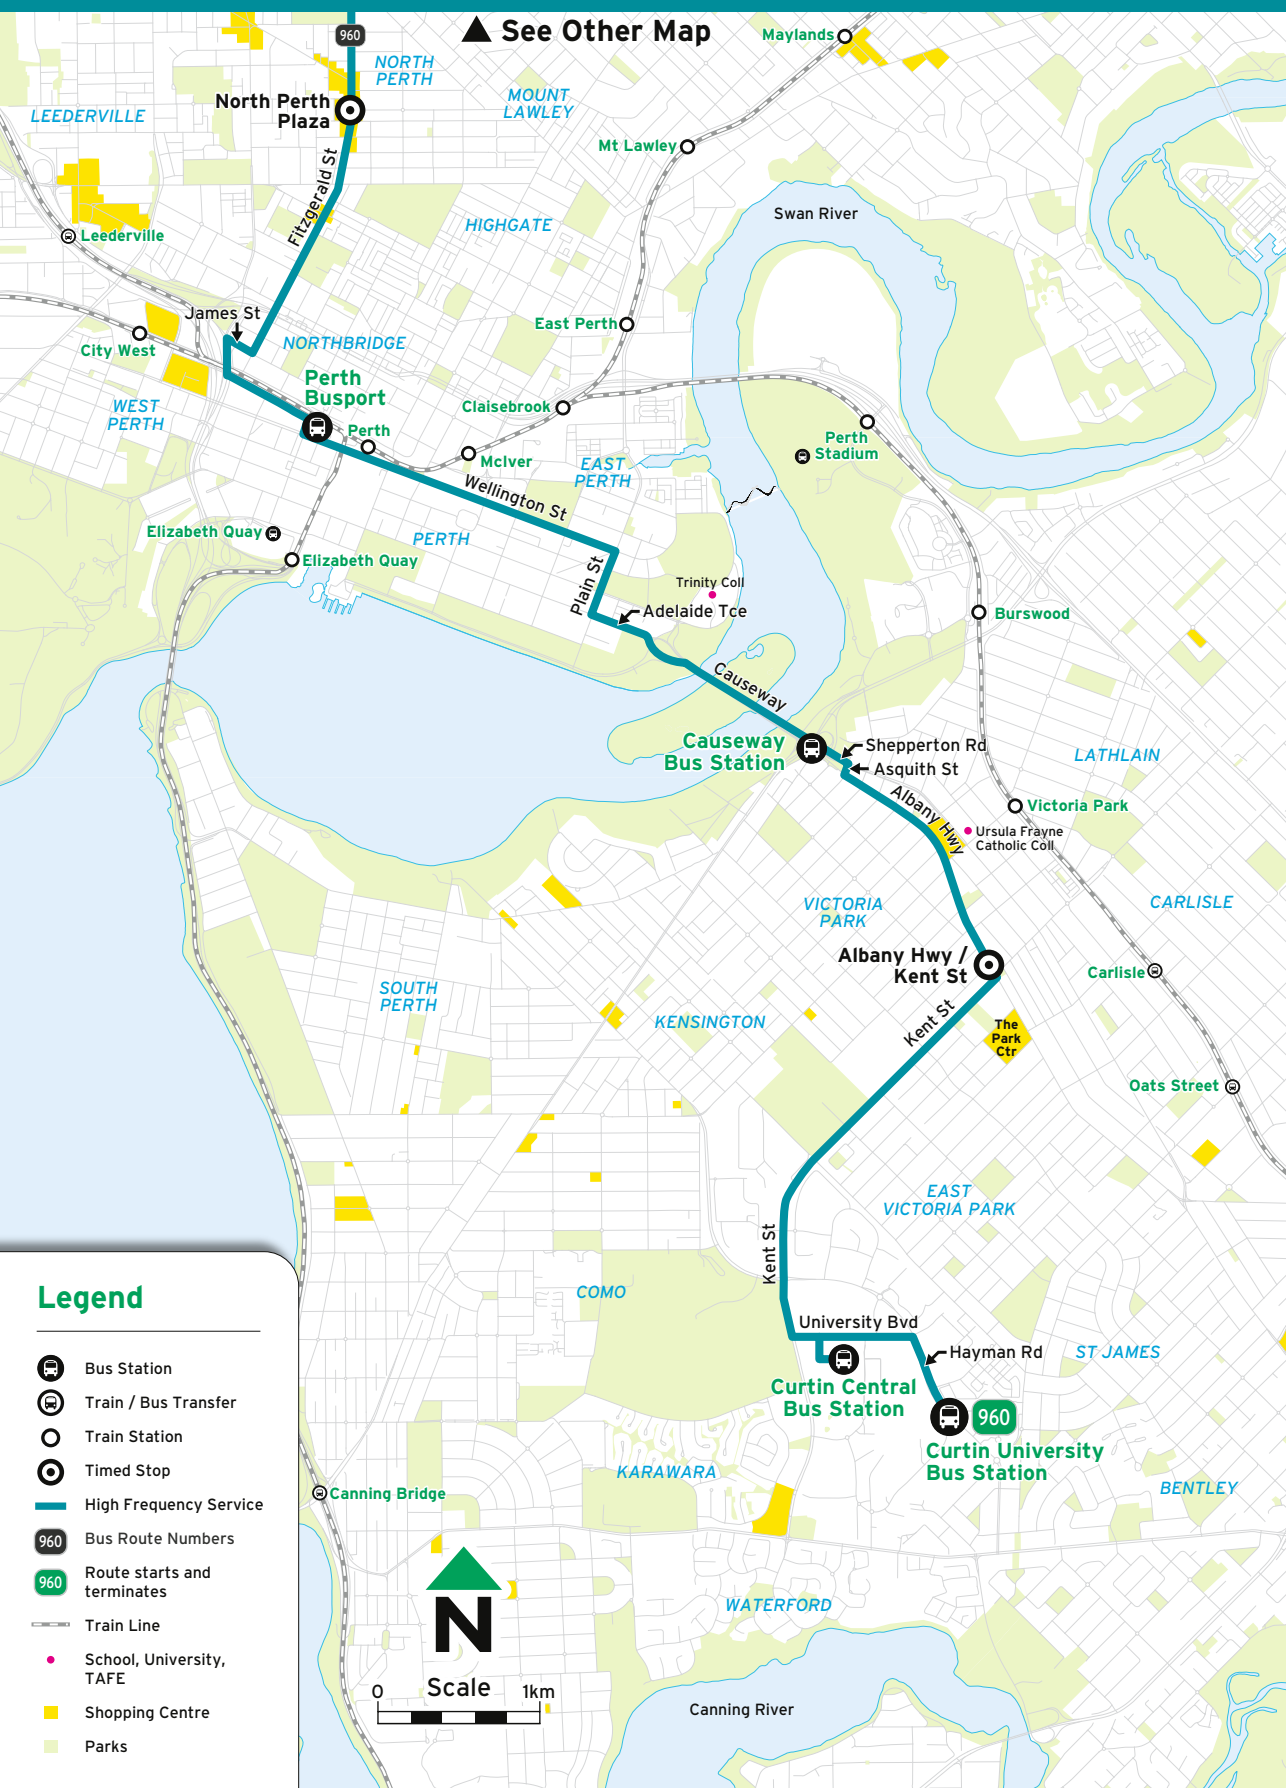 960
▲ See Other Map
Maylands
NORTH
PERTH
North Perth
Plaza
LEEDERVILLE
MOUNT
LAWLEY
Mt Lawley
Fitzgerald St
Swan River
HIGHGATE
Leederville
James St
East Perth
NORTHBRIDGE
City West
Perth
Busport
WEST
PERTH
Claisebrook
Perth
Perth
Stadium
McIver
EAST
PERTH
Wellington St
Elizabeth Quay
PERTH
Elizabeth Quay
Plain St
Trinity Coll
Adelaide Tce
Burswood
Causeway
Causeway
Bus Station
Shepperton Rd
Asquith St
LATHLAIN
Albany Hwy
Victoria Park
Ursula Frayne
Catholic Coll
VICTORIA
PARK
CARLISLE
Albany Hwy /
Kent St
Carlisle
SOUTH
PERTH
KENSINGTON
Kent St
The
Park
Ctr
Oats Street
EAST
VICTORIA PARK
Kent St
COMO
University Bvd
Hayman Rd
ST JAMES
Curtin Central
Bus Station
960
Curtin University
Bus Station
KARAWARA
BENTLEY
Canning Bridge
WATERFORD
N
Scale
0
1km
Canning River
Legend
Bus Station
Train / Bus Transfer
Train Station
Timed Stop
High Frequency Service
960
Bus Route Numbers
960
Route starts and
terminates
Train Line
School, University,
TAFE
Shopping Centre
Parks